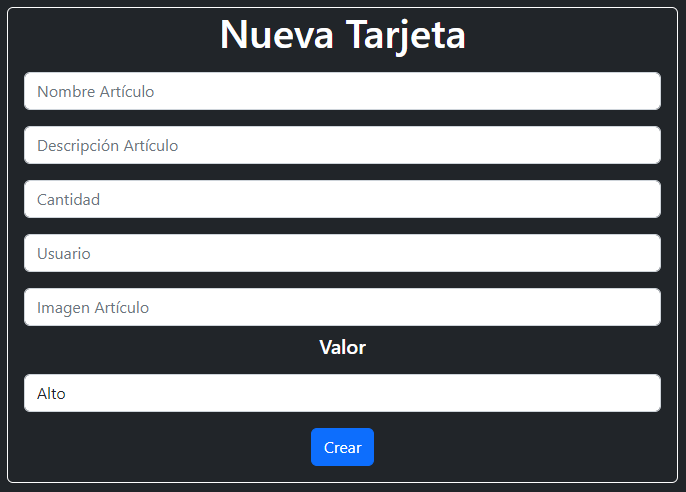 Nueva Tarjeta
Nombre Artículo
Descripción Artículo
Cantidad
Usuario
Imagen Artículo
Valor
Alto
Crear